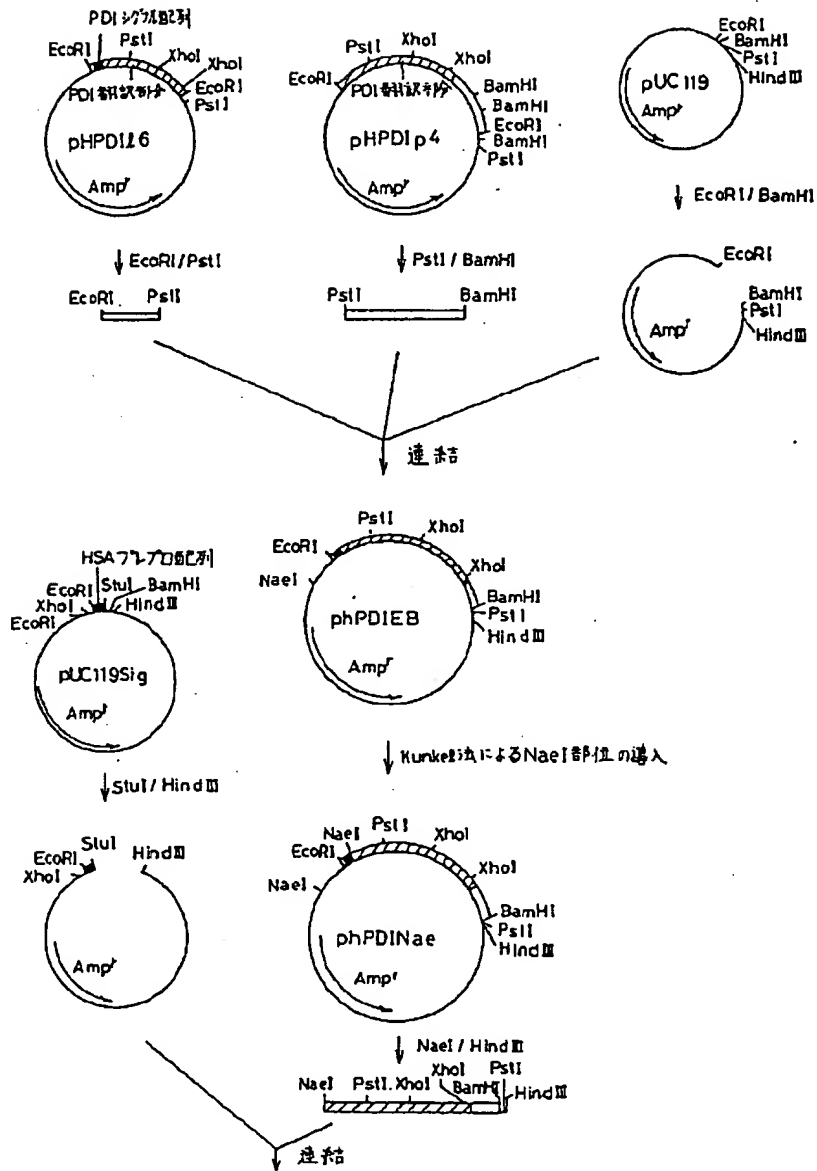 PDIシグナル配列
EcoRI
PstI
XhoI
XhoI
EcoRI
PstI
PDI翻訳部分
pHPDIℓ6
Ampʳ
PstI
XhoI
XhoI
EcoRI
BamHI
BamHI
EcoRI
BamHI
PstI
PDI翻訳部分
pHPDIp4
Ampʳ
EcoRI
BamHI
PstI
HindIII
pUC119
Ampʳ
EcoRI/PstI
PstI/BamHI
EcoRI/BamHI
EcoRI PstI
PstI BamHI
EcoRI
BamHI
PstI
HindIII
Ampʳ
連結
HSAプレプロ配列
EcoRI
StuI
BamHI
XhoI
HindIII
EcoRI
pUC119Sig
Ampʳ
PstI
XhoI
EcoRI
XhoI
NaeI
BamHI
PstI
HindIII
phPDIEB
Ampʳ
StuI/HindIII
Kunkel法によるNaeI部位の導入
StuI
HindIII
EcoRI
XhoI
Ampʳ
PstI
NaeI
XhoI
EcoRI
XhoI
NaeI
BamHI
PstI
HindIII
phPDINae
Ampʳ
NaeI/HindIII
NaeI
PstI.XhoI
XhoI
BamHI
PstI
HindIII
連結